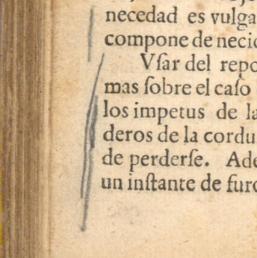 necedad es vulga
compone de neci
Vſar del repo
mas ſobre el caſo
los impetus de la
deros de la cordu
de perderſe. Ade
un inſtante de furo